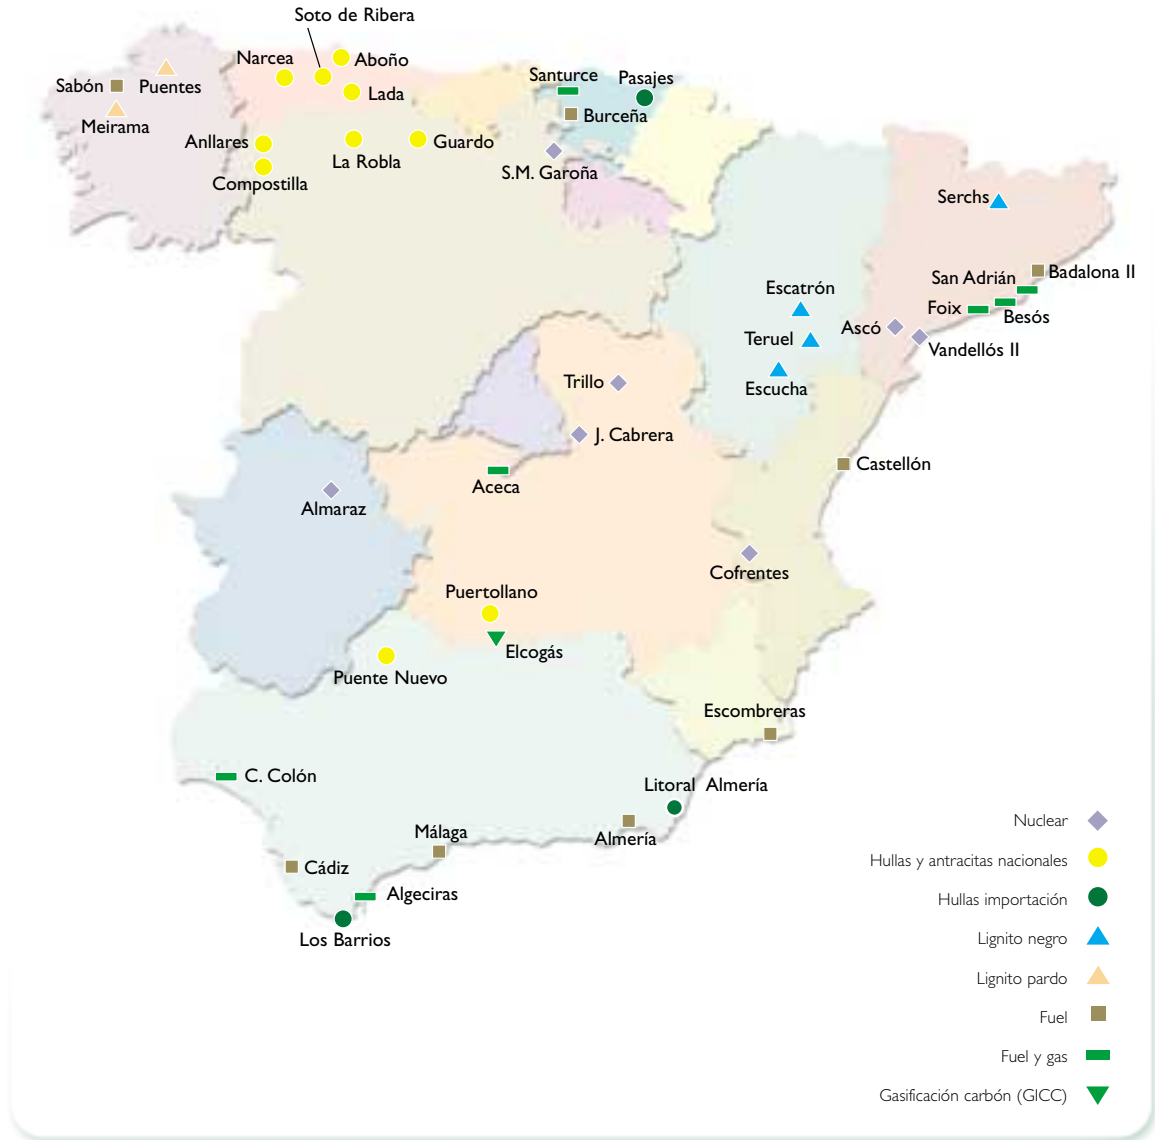 Soto de Ribera
Narcea
Aboño
Sabón
Puentes
Lada
Santurce
Pasajes
Meirama
Burceña
Anllares
La Robla
Guardo
S.M. Garoña
Compostilla
Serchs
San Adrián
Badalona II
Escatrón
Foix
Besós
Ascó
Teruel
Vandellós II
Trillo
Escucha
J. Cabrera
Castellón
Aceca
Almaraz
Cofrentes
Puertollano
Elcogás
Puente Nuevo
Escombreras
C. Colón
Litoral Almería
Málaga
Almería
Cádiz
Algeciras
Los Barrios
Nuclear
Hullas y antracitas nacionales
Hullas importación
Lignito negro
Lignito pardo
Fuel
Fuel y gas
Gasificación carbón (GICC)